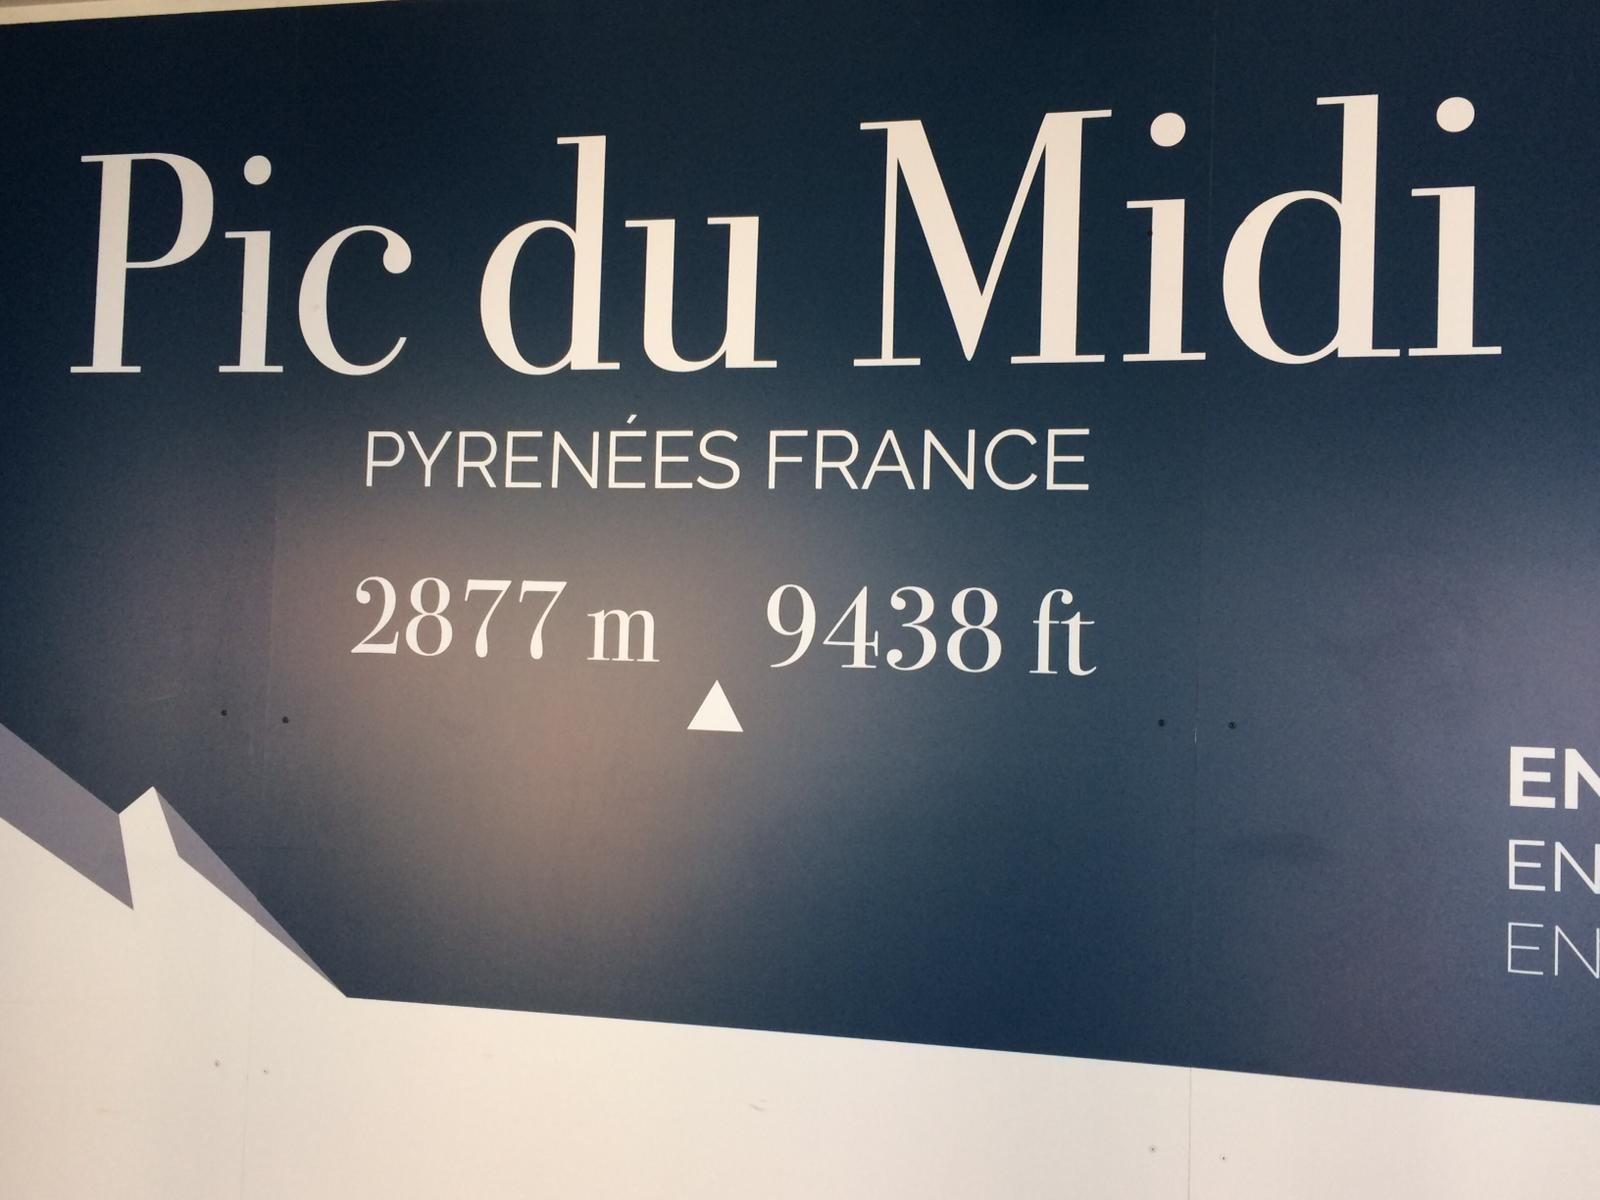 Pic du Midi
PYRENÉES FRANCE
2877 m 9438 ft